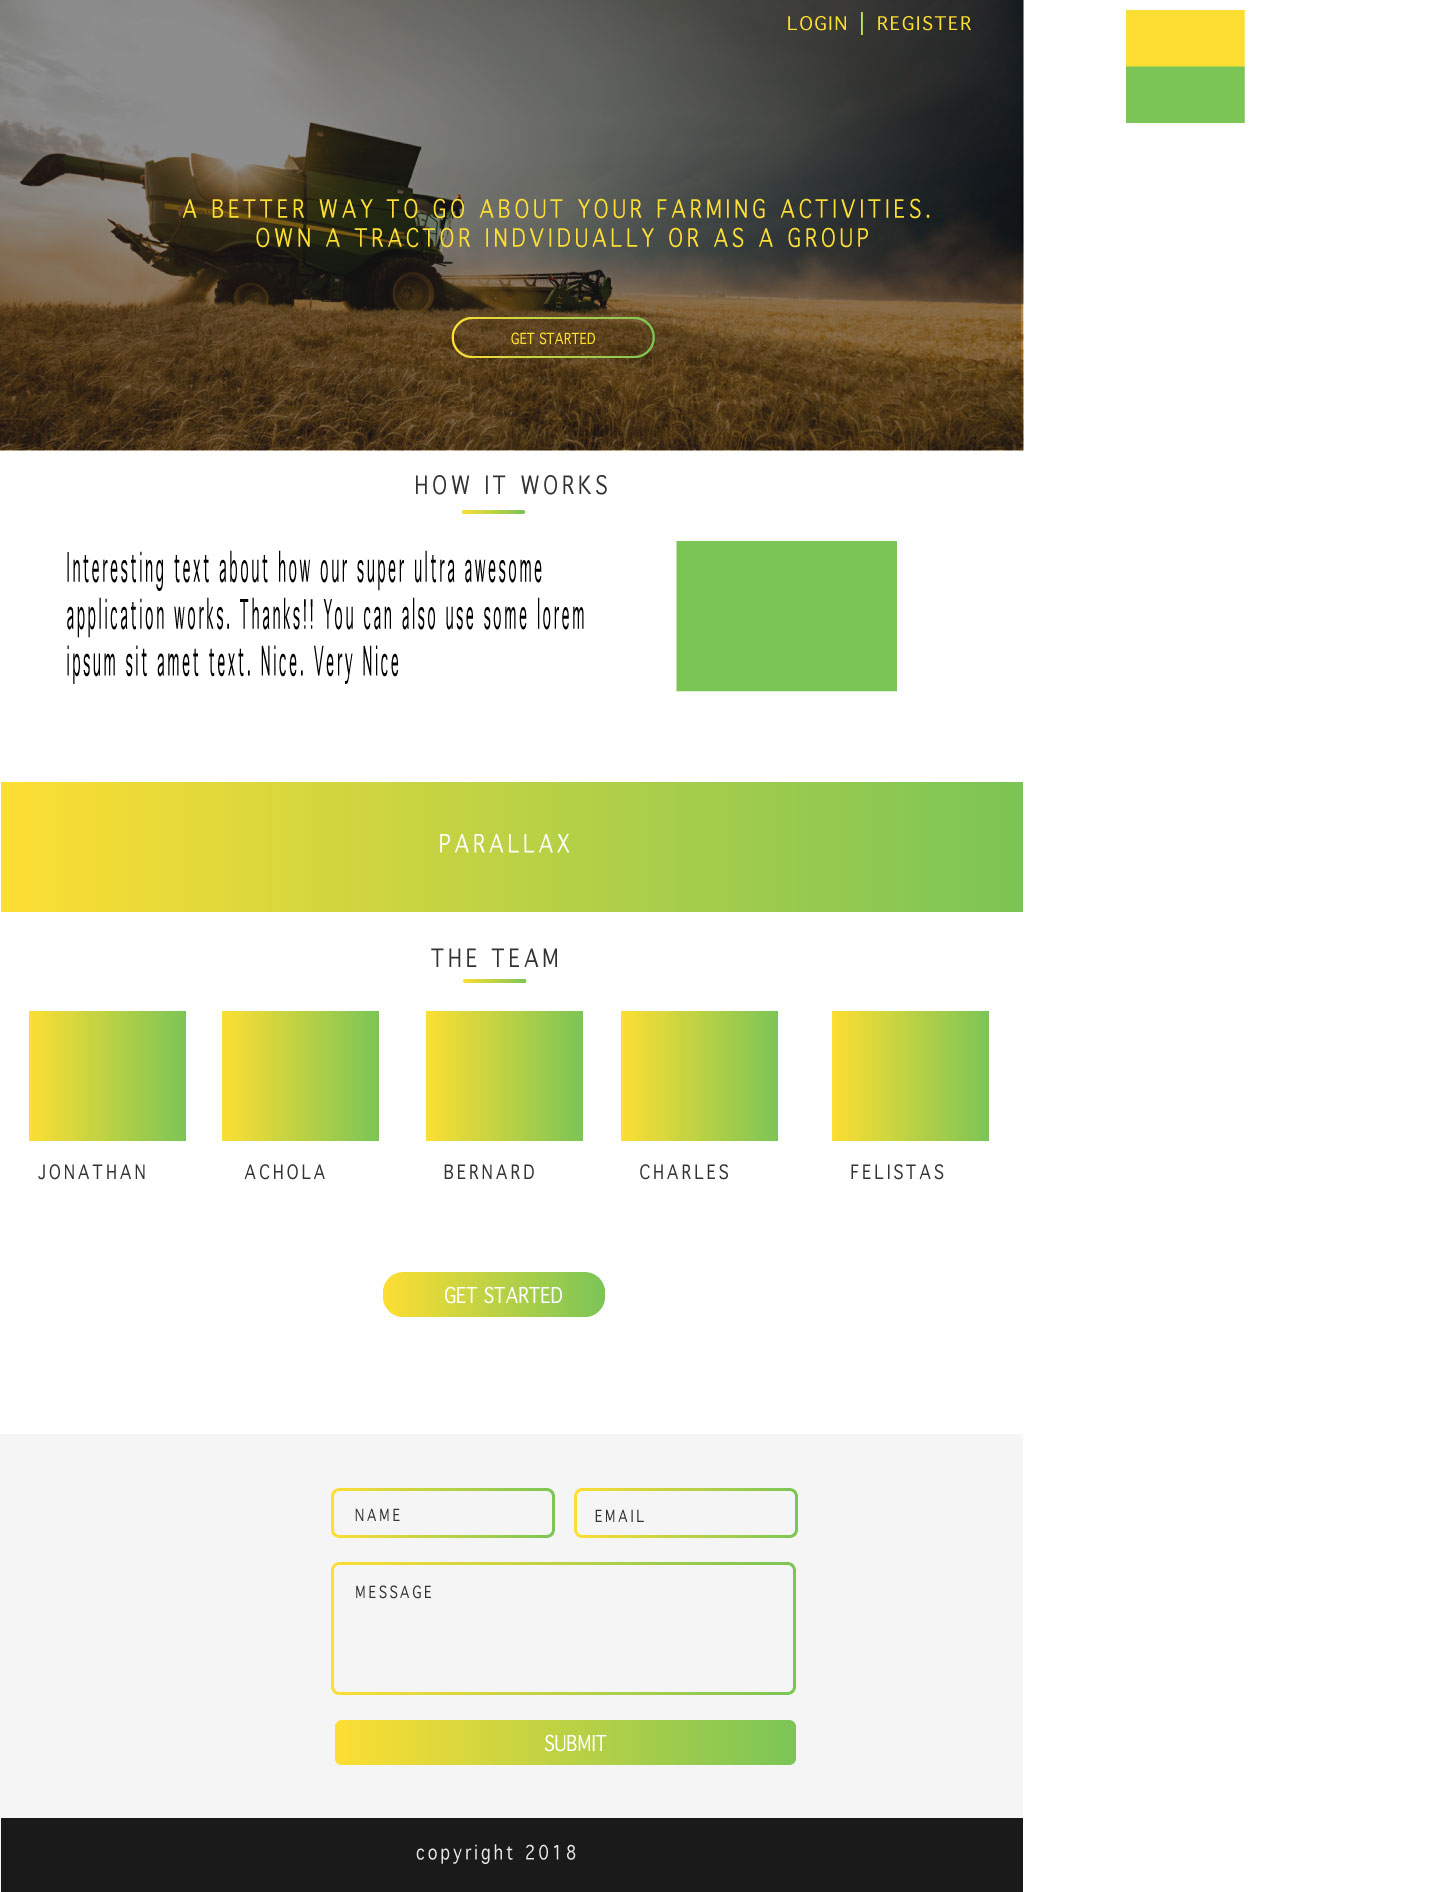 LOGIN | REGISTER
A BETTER WAY TO GO ABOUT YOUR FARMING ACTIVITIES.
OWN A TRACTOR INDVIDUALLY OR AS A GROUP
GET STARTED
HOW IT WORKS
Interesting text about how our super ultra awesome
application works. Thanks!! You can also use some lorem
ipsum sit amet text. Nice. Very Nice
PARALLAX
THE TEAM
JONATHAN ACHOLA BERNARD CHARLES FELISTAS
GET STARTED
NAME EMAIL
MESSAGE
SUBMIT
copyright 2018